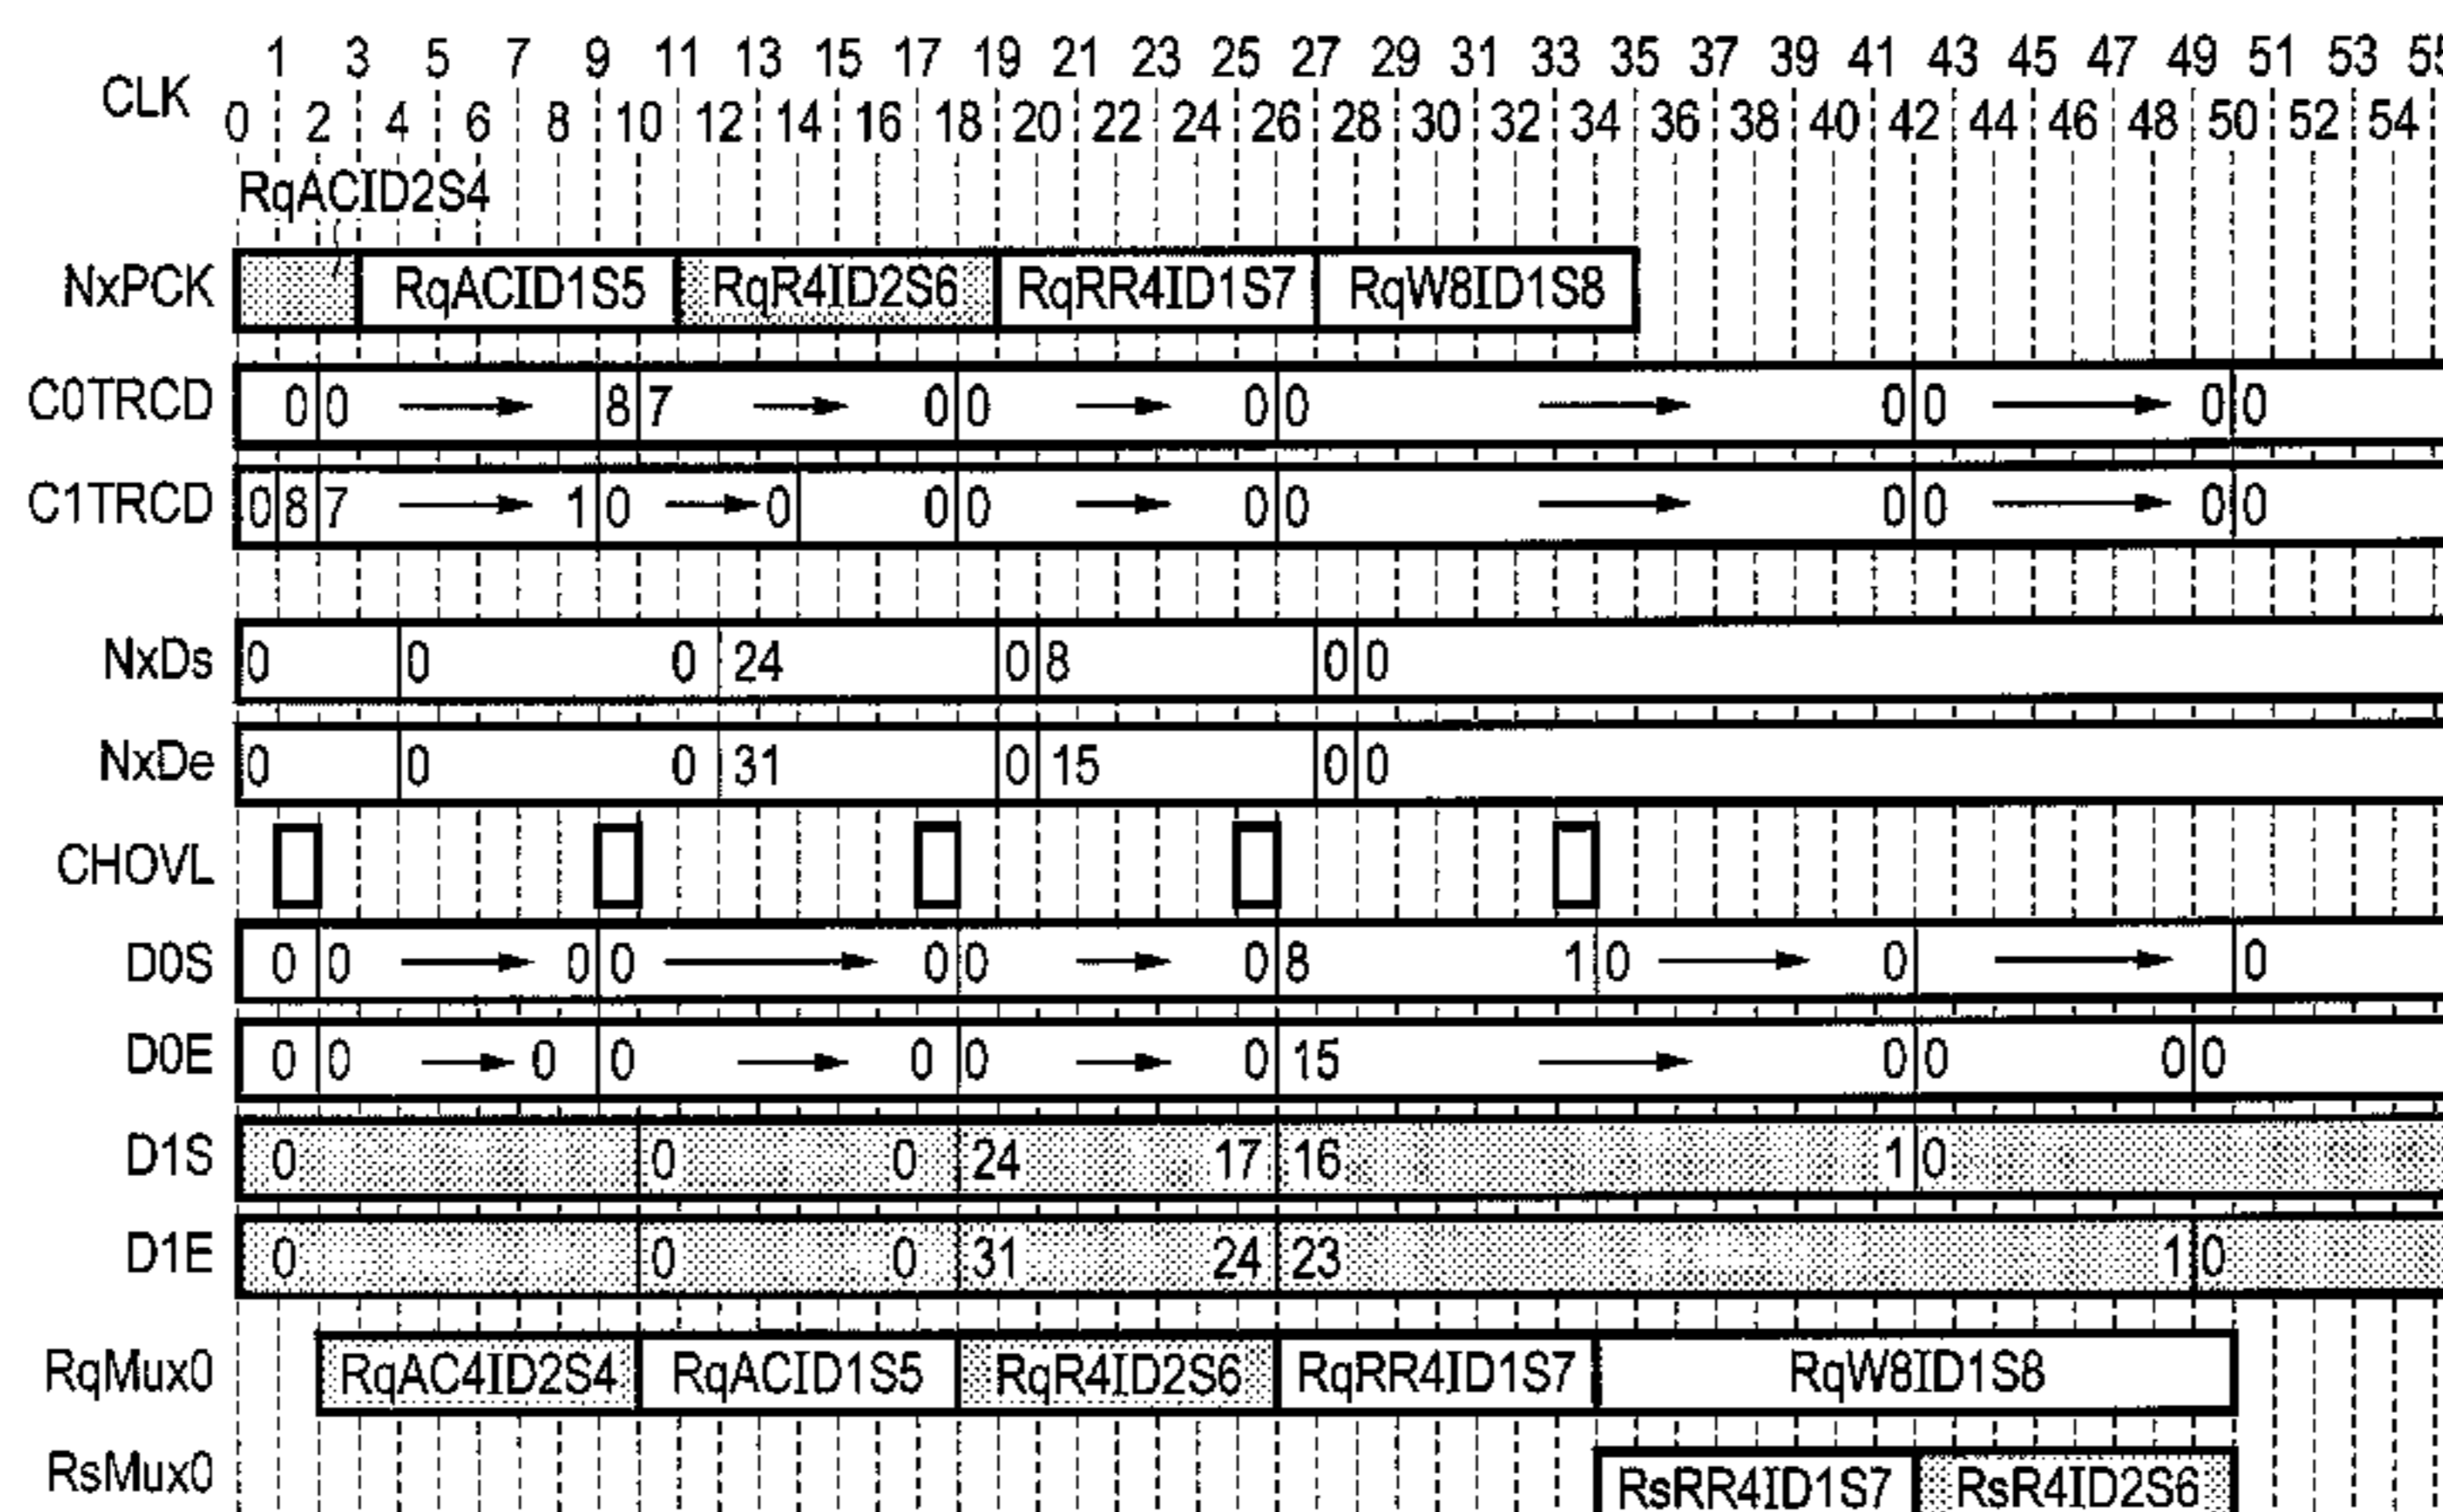 1 3 5 7 9 11 13 15 17 19 21 23 25 27 29 31 33 35 37 39 41 43 45 47 49 51 53 55
CLK
0 2 4 6 8 10 12 14 16 18 20 22 24 26 28 30 32 34 36 38 40 42 44 46 48 50 52 54
RqACID2S4
NxPCK RqACID1S5 RqR4ID2S6 RqRR4ID1S7 RqW8ID1S8
C0TRCD 0 0 → 8 7 → 0 0 → 0 0 → 0 0 → 0 0
C1TRCD 0 8 7 → 1 0 → 0 0 0 → 0 0 → 0 0 → 0 0
NxDs 0 0 0 24 0 8 0 0
NxDe 0 0 0 31 0 15 0 0
CHOVL
D0S 0 0 → 0 0 → 0 0 → 0 8 1 0 → 0 → 0
D0E 0 0 → 0 0 → 0 0 → 0 15 → 0 0 0 0
D1S 0 0 0 24 17 16 1 0
D1E 0 0 0 31 24 23 1 0
RqMux0 RqAC4ID2S4 RqACID1S5 RqR4ID2S6 RqRR4ID1S7 RqW8ID1S8
RsMux0 RsRR4ID1S7 RsR4ID2S6